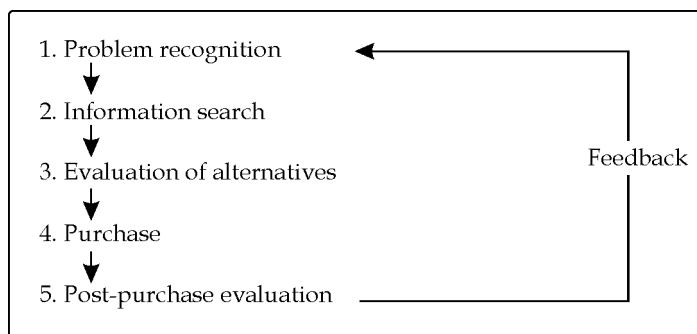 1. Problem recognition
2. Information search
3. Evaluation of alternatives
Feedback
4. Purchase
5. Post-purchase evaluation